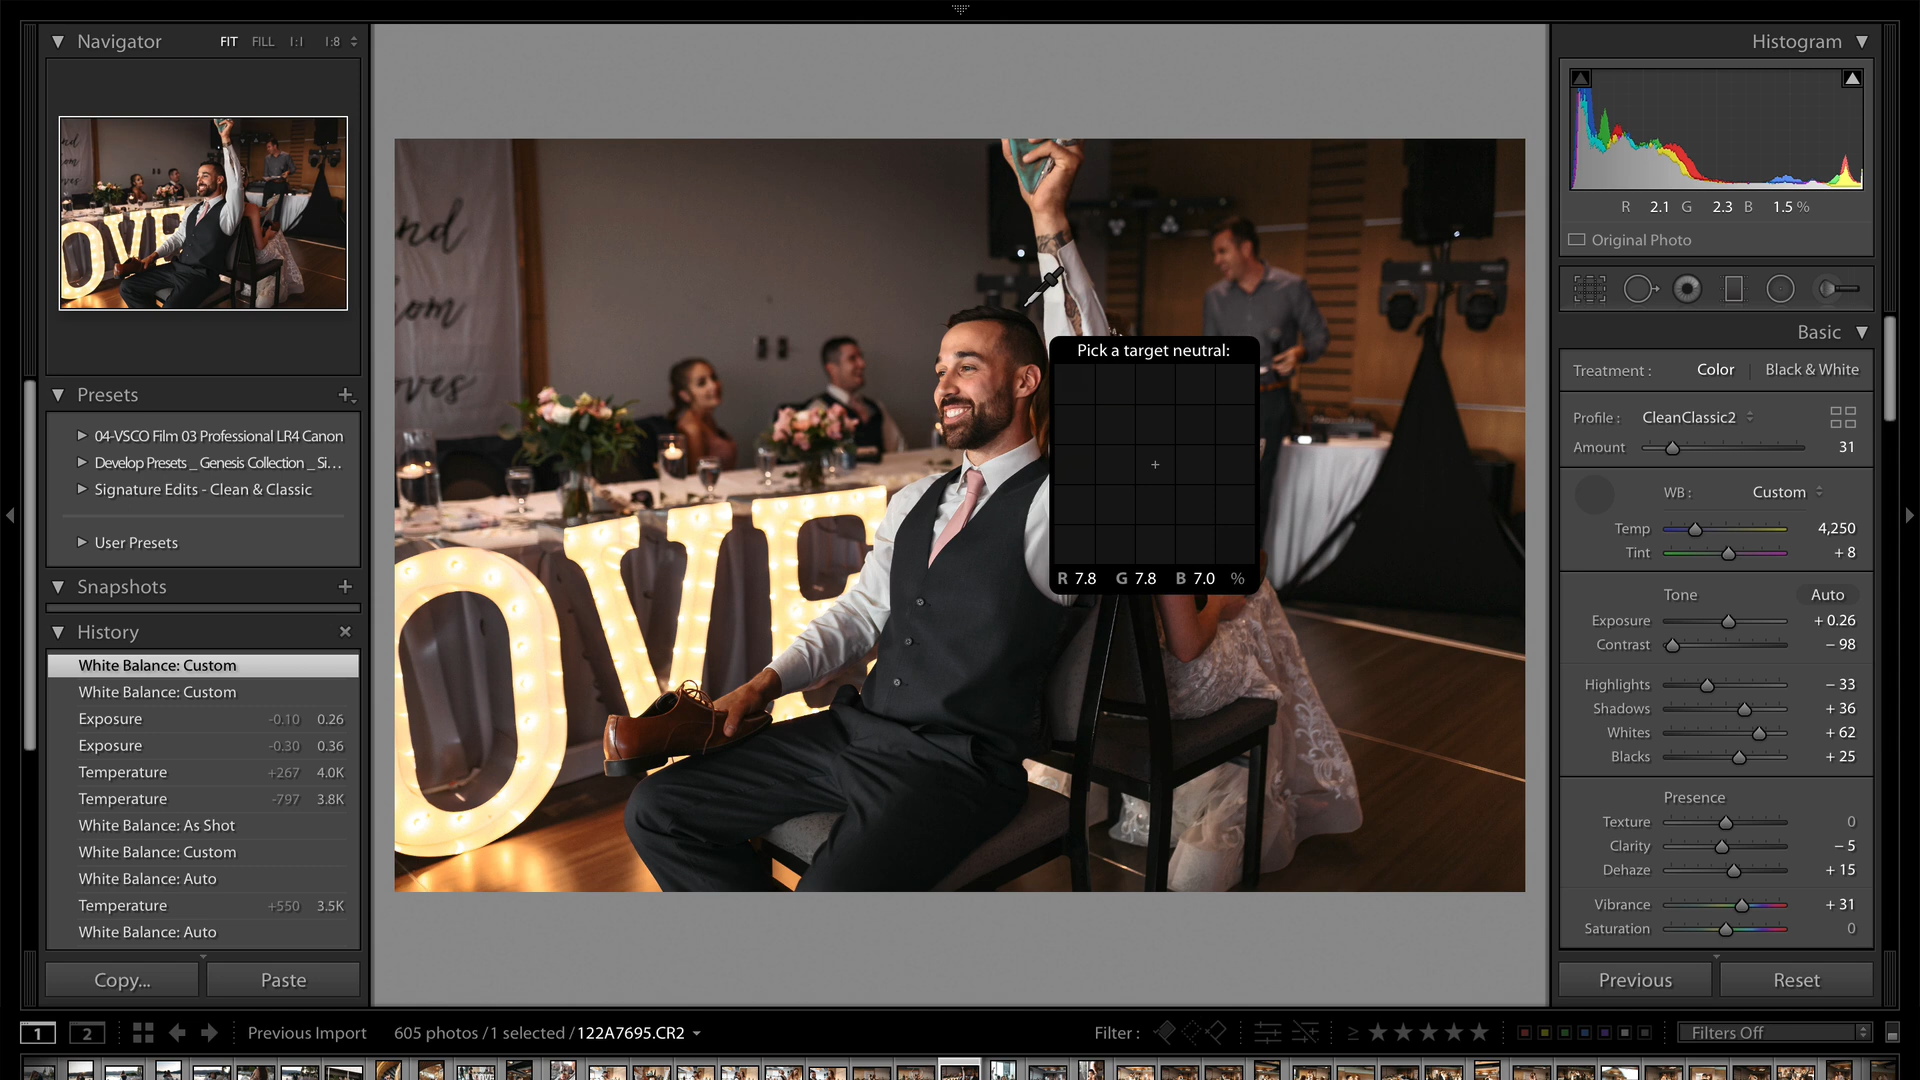 Navigator FIT FILL 1:1 1:8
Presets +
04-VSCO Film 03 Professional LR4 Canon
Develop Presets _ Genesis Collection _ Si…
Signature Edits - Clean & Classic
User Presets
Snapshots +
History ×
White Balance: Custom
White Balance: Custom
Exposure -0.10 0.26
Exposure -0.30 0.36
Temperature +267 4.0K
Temperature -797 3.8K
White Balance: As Shot
White Balance: Custom
White Balance: Auto
Temperature +550 3.5K
White Balance: Auto
Copy... Paste
nd
om
oves
OVE
Pick a target neutral:
R 7.8 G 7.8 B 7.0 %
Histogram
R 2.1 G 2.3 B 1.5 %
Original Photo
Basic
Treatment : Color Black & White
Profile : CleanClassic2
Amount 31
WB : Custom
Temp 4,250
Tint + 8
Tone Auto
Exposure + 0.26
Contrast – 98
Highlights – 33
Shadows + 36
Whites + 62
Blacks + 25
Presence
Texture 0
Clarity – 5
Dehaze + 15
Vibrance + 31
Saturation 0
Previous Reset
1 2 Previous Import 605 photos / 1 selected / 122A7695.CR2 Filter : ≥ ★★★★★ Filters Off